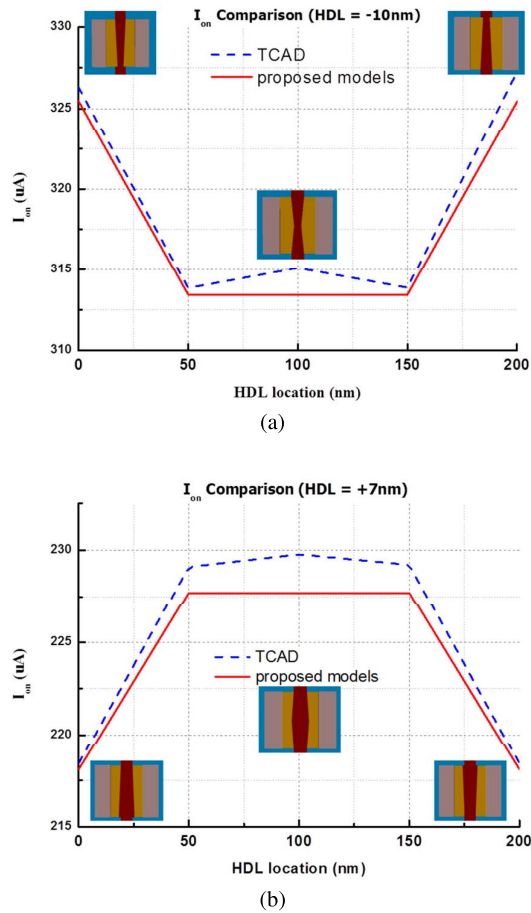 I_on Comparison (HDL = -10nm)
330
325
320
315
310
I_on (uA)
TCAD
proposed models
0
50
100
150
200
HDL location (nm)
(a)
I_on Comparison (HDL = +7nm)
230
225
220
215
I_on (uA)
TCAD
proposed models
0
50
100
150
200
HDL location (nm)
(b)